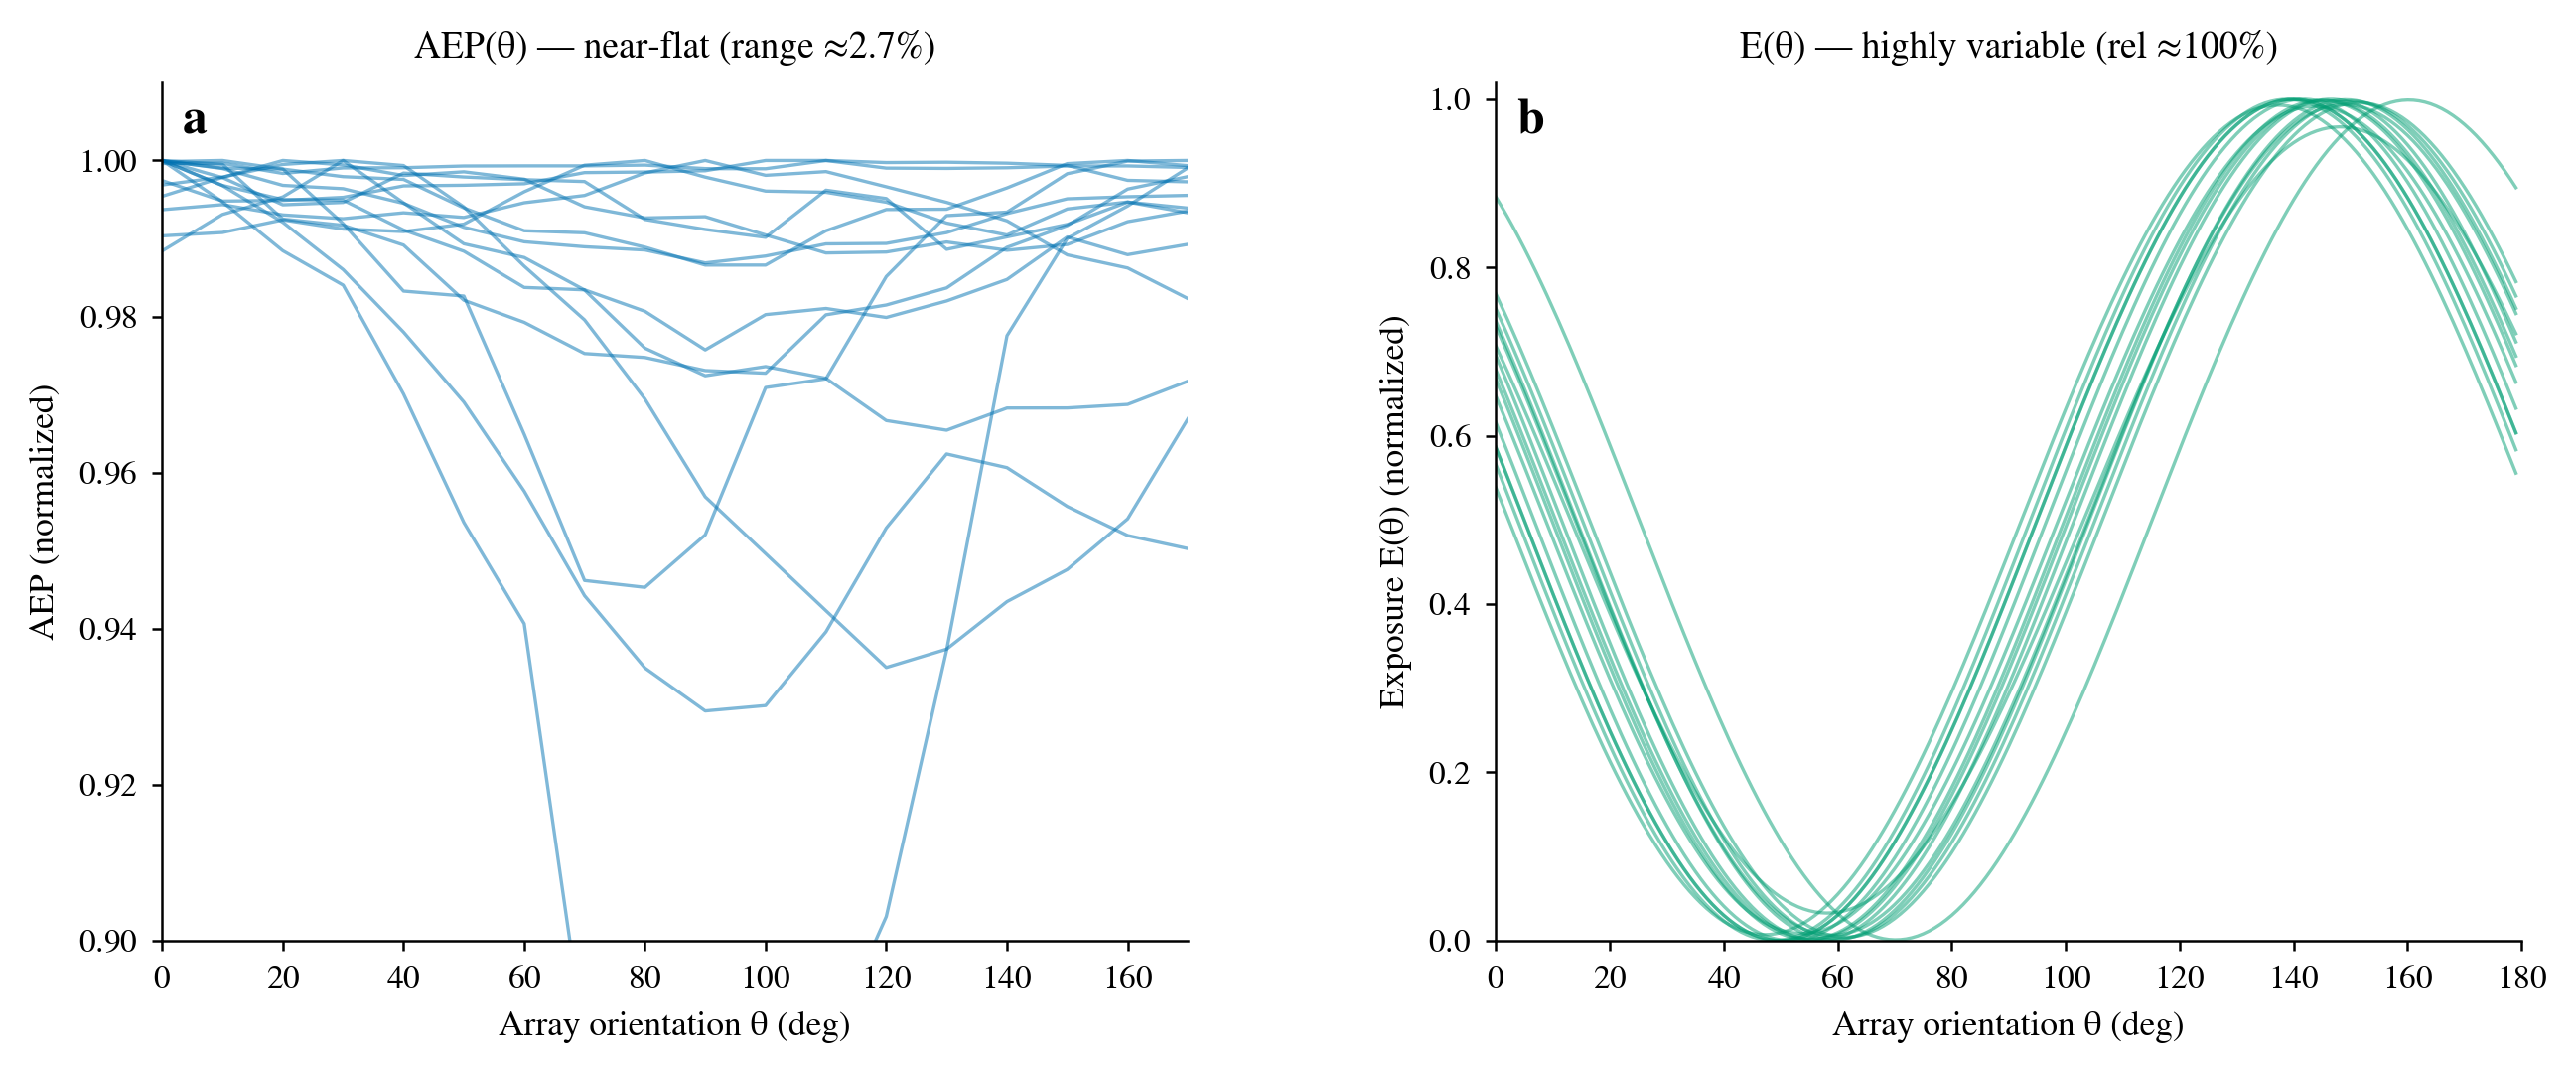 AEP(θ) — near-flat (range ≈2.7%)
a
1.00
0.98
0.96
0.94
0.92
0.90
AEP (normalized)
0 20 40 60 80 100 120 140 160
Array orientation θ (deg)
E(θ) — highly variable (rel ≈100%)
b
1.0
0.8
0.6
0.4
0.2
0.0
Exposure E(θ) (normalized)
0 20 40 60 80 100 120 140 160 180
Array orientation θ (deg)